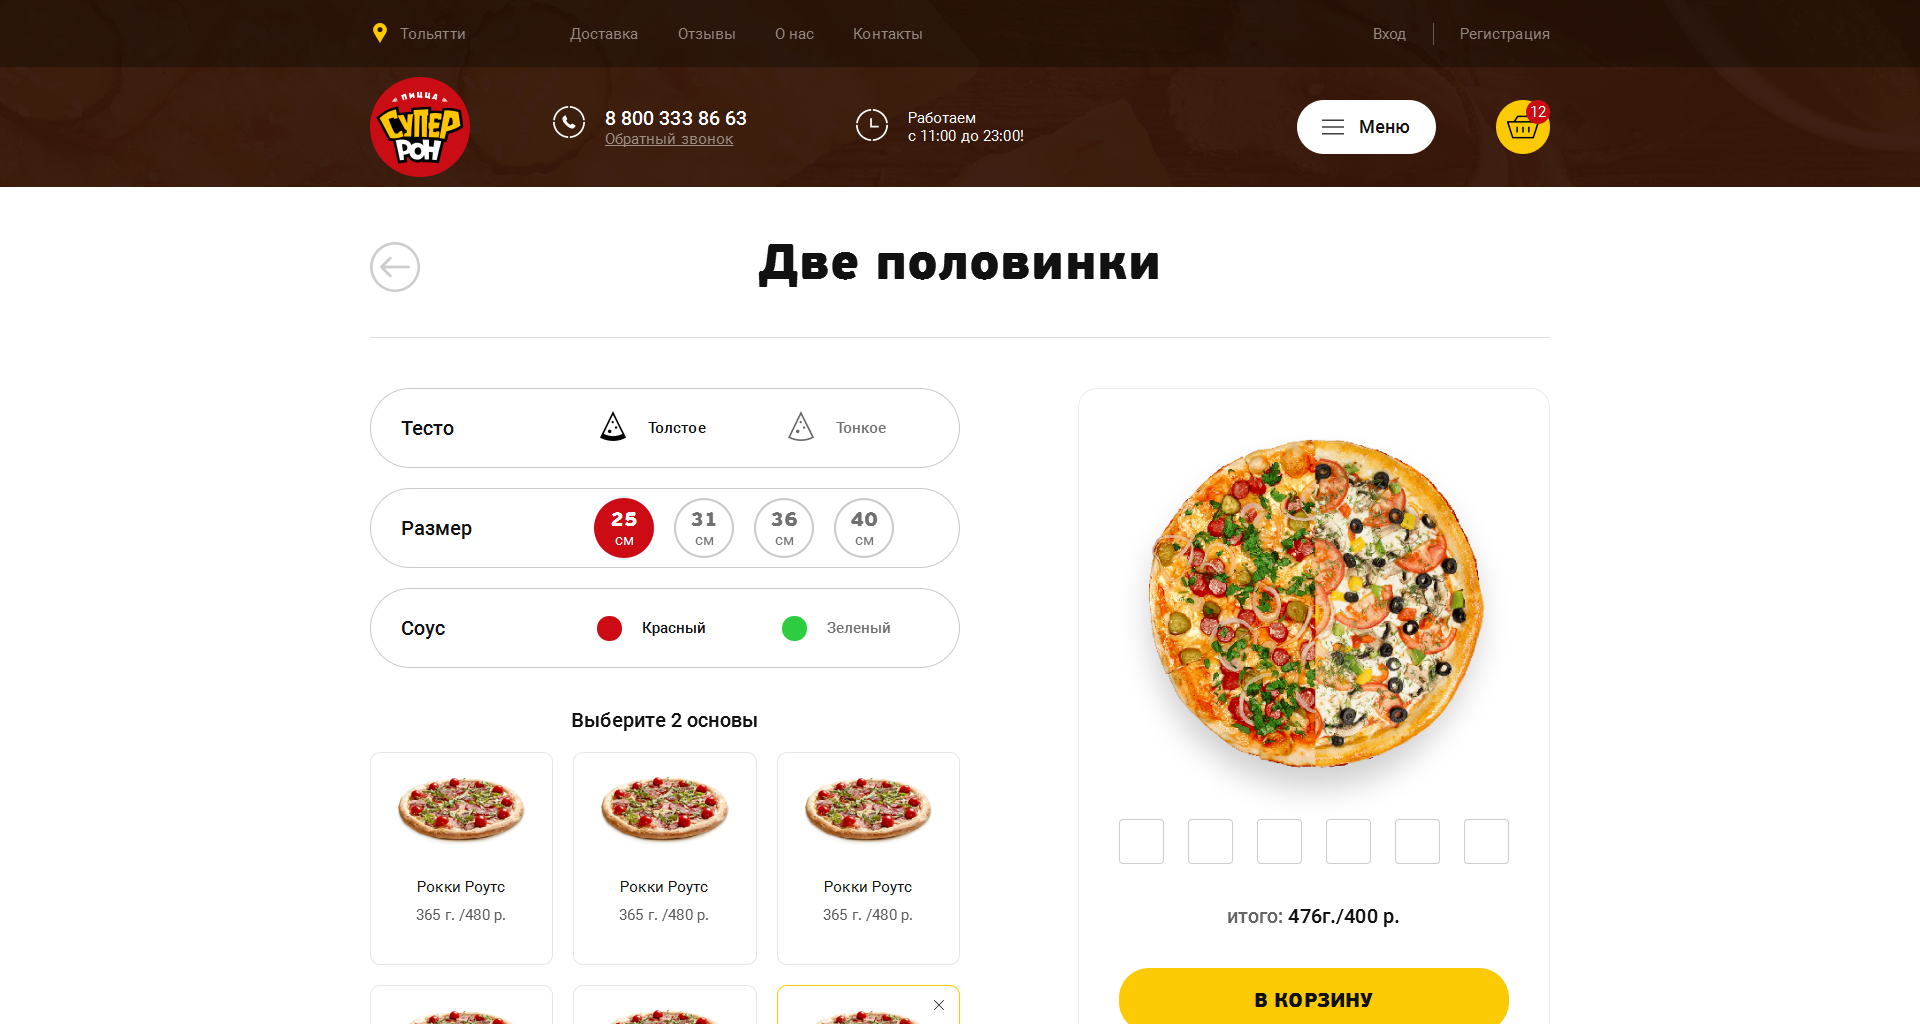 Тольятти
Доставка
Отзывы
О нас
Контакты
Вход
Регистрация
ПИЦЦА
СУПЕР
РОН
8 800 333 86 63
Обратный звонок
Работаем
с 11:00 до 23:00!
Меню
12
Две половинки
Тесто
Толстое
Тонкое
Размер
25 см
31 см
36 см
40 см
Соус
Красный
Зеленый
Выберите 2 основы
Рокки Роутс
365 г. /480 р.
Рокки Роутс
365 г. /480 р.
Рокки Роутс
365 г. /480 р.
итого: 476г./400 р.
В КОРЗИНУ